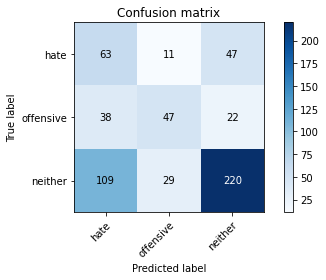 Confusion matrix
True label
hate
offensive
neither
63 11 47
38 47 22
109 29 220
hate offensive neither
Predicted label
200
175
150
125
100
75
50
25